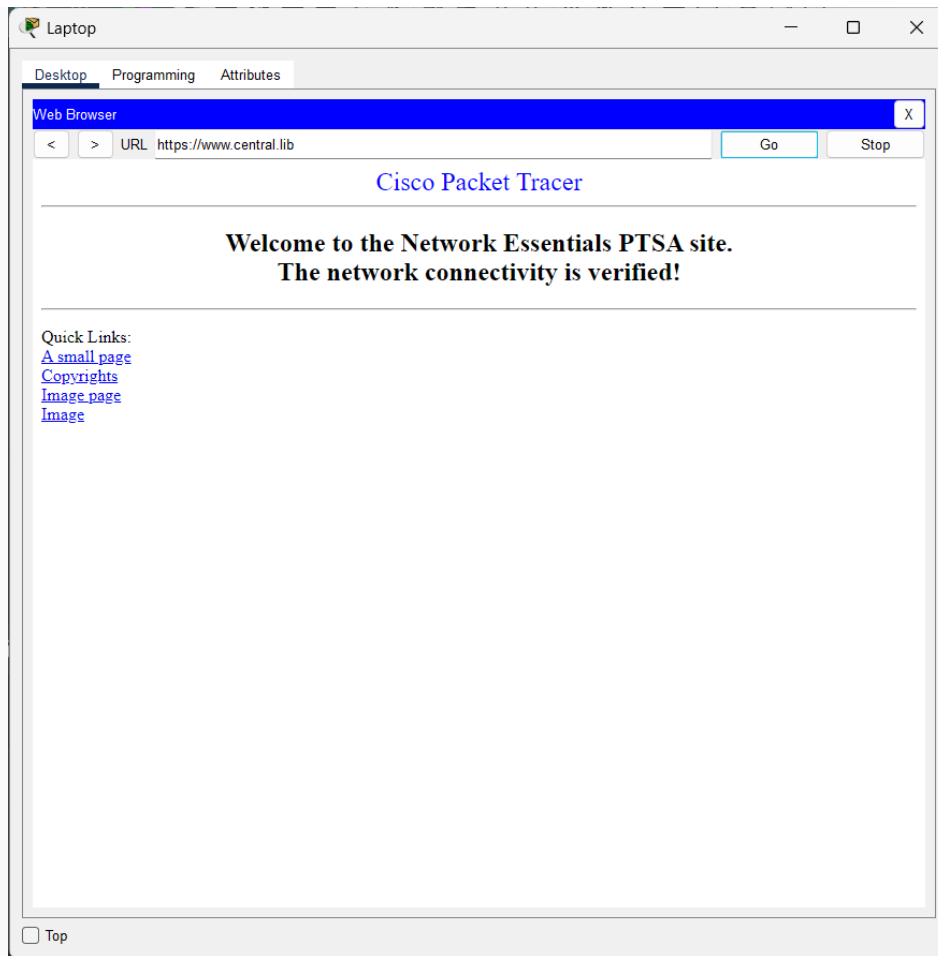 Laptop
Desktop Programming Attributes
Web Browser X
< > URL https://www.central.lib Go Stop
Cisco Packet Tracer
Welcome to the Network Essentials PTSA site.
The network connectivity is verified!
Quick Links:
A small page
Copyrights
Image page
Image
Top